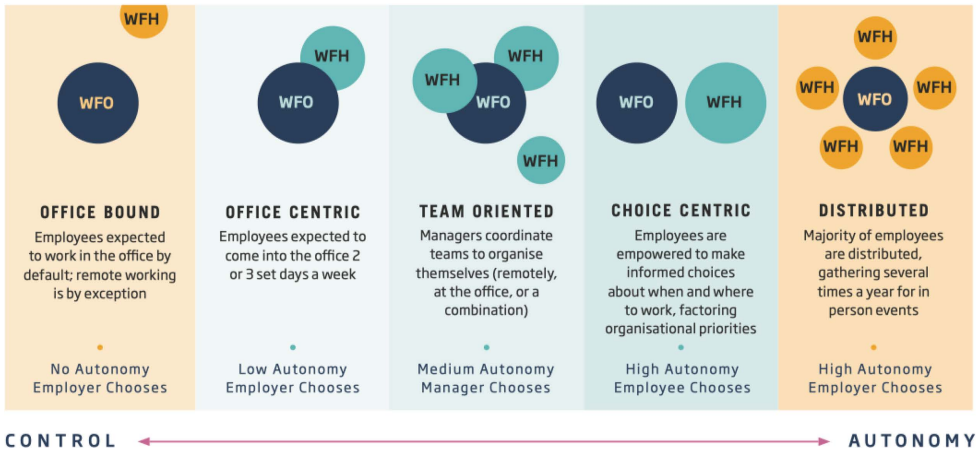 WFH
WFO
OFFICE BOUND
Employees expected
to work in the office by
default; remote working
is by exception
No Autonomy
Employer Chooses
WFH
WFO
OFFICE CENTRIC
Employees expected to
come into the office 2
or 3 set days a week
Low Autonomy
Employer Chooses
WFH
WFH
WFO
WFH
TEAM ORIENTED
Managers coordinate
teams to organise
themselves (remotely,
at the office, or a
combination)
Medium Autonomy
Manager Chooses
WFO
WFH
CHOICE CENTRIC
Employees are
empowered to make
informed choices
about when and where
to work, factoring
organisational priorities
High Autonomy
Employee Chooses
WFH
WFH
WFO
WFH
WFH
WFH
DISTRIBUTED
Majority of employees
are distributed,
gathering several
times a year for in
person events
High Autonomy
Employer Chooses
CONTROL
AUTONOMY